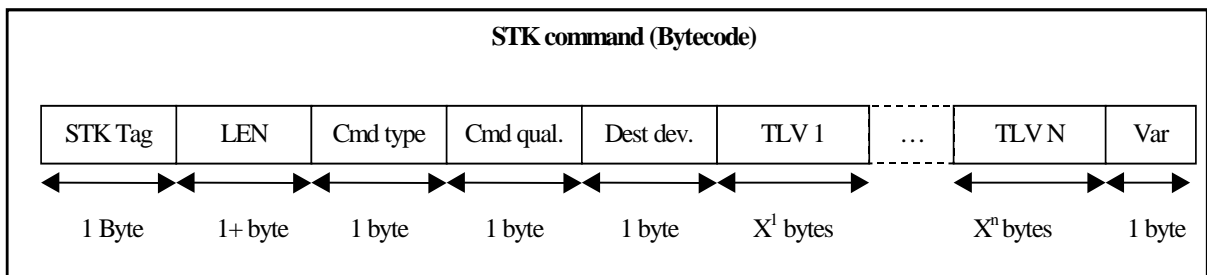 STK command (Bytecode)
STK Tag LEN Cmd type Cmd qual. Dest dev. TLV 1 … TLV N Var
1 Byte 1+ byte 1 byte 1 byte 1 byte X¹ bytes Xⁿ bytes 1 byte